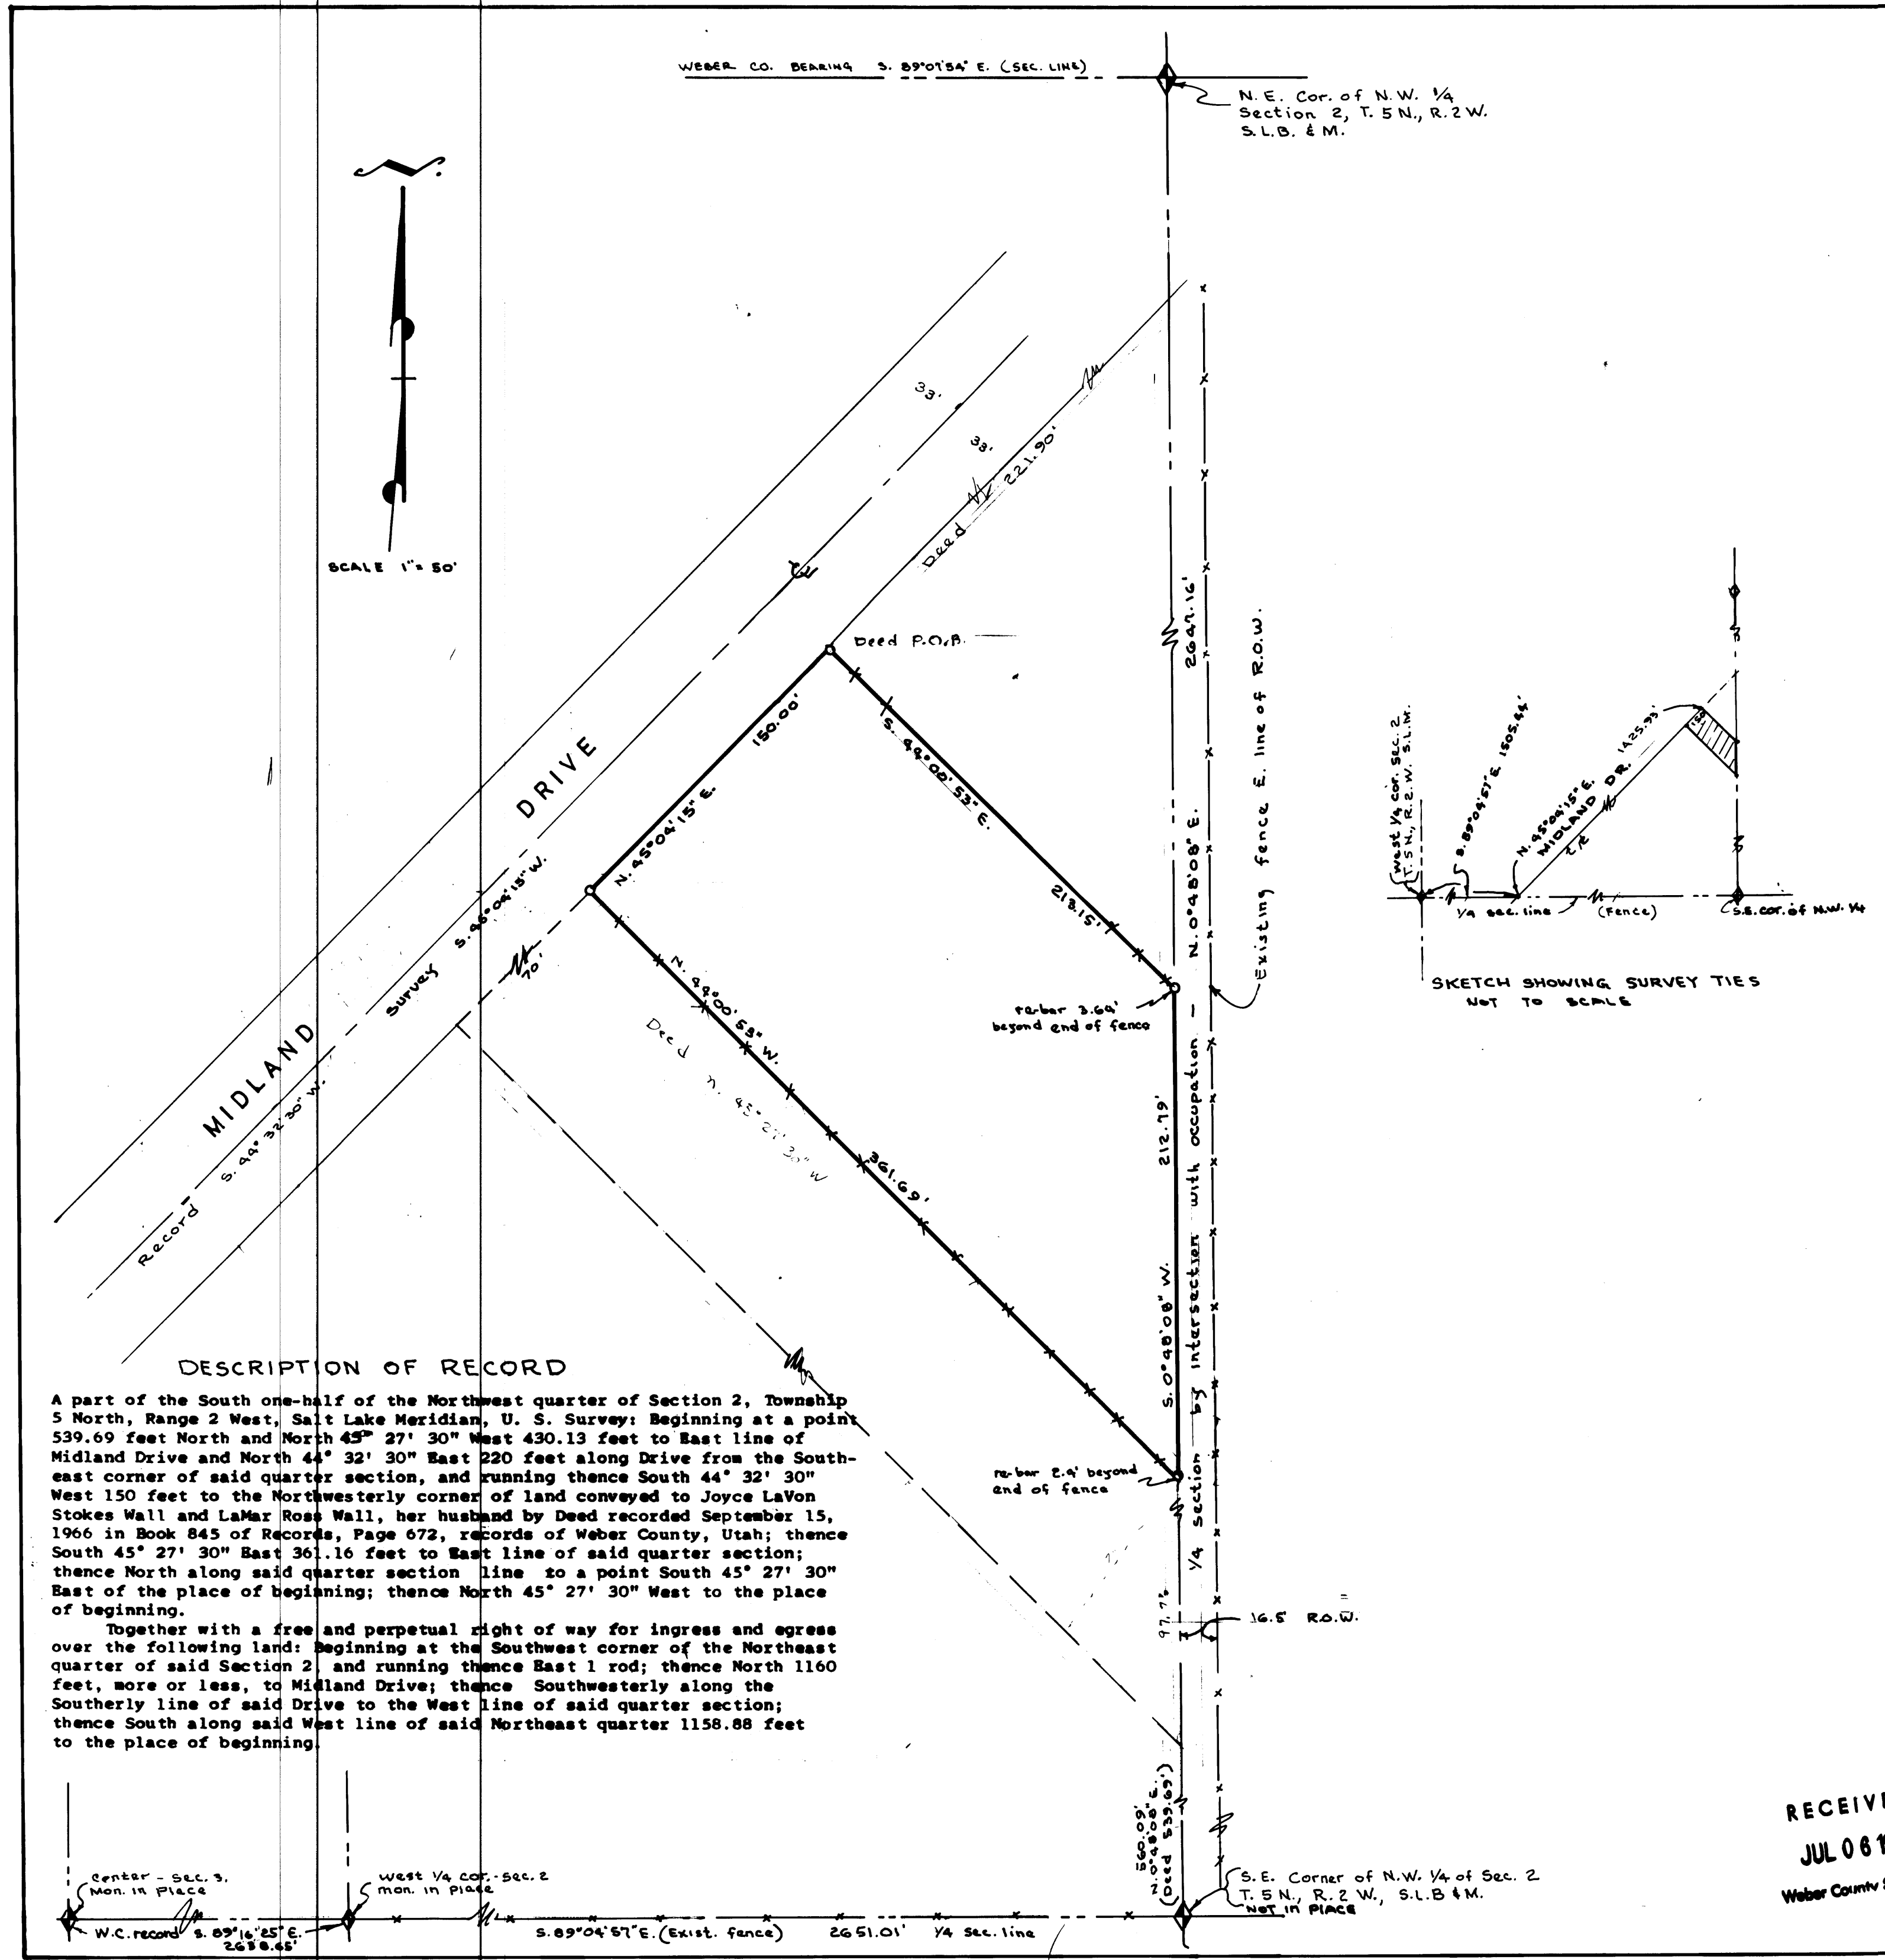 WEBER CO. BEARING S. 89°07'54" E. (SEC. LINE)
N. E. Cor. of N.W. 1/4
Section 2, T. 5 N., R. 2 W.
S.L.B. & M.
N.
SCALE 1" = 50'
33'
33'
Deed 221.90'
Deed P.O.B.
150.00'
N. 45°04'15" E.
S. 44°00'53" E.
213.15'
MIDLAND DRIVE
Survey S. 45°04'15" W.
Record S. 44° 32' 30" W.
70'
N. 44°00'53" W.
361.69'
Deed N. 45° 27' 30" W
re-bar 3.69'
beyond end of fence
S. 0°48'08" W. 212.79'
re-bar 2.9' beyond
end of fence
1/4 section by intersection with occupation - N. 0°48'08" E. 2647.16'
Existing fence E. line of R.O.W.
16.5' R.O.W.
560.09'
N. 0°48'08" E.
(Deed 539.69')
West 1/4 cor. sec. 2
T. 5 N., R. 2 W. S.L.M.
S. 89°04'57" E. 1505.44'
N. 45°04'15" E. 1425.93'
MIDLAND DR.
150
1/4 sec. line (Fence)
S.E. cor. of N.W. 1/4
SKETCH SHOWING SURVEY TIES
NOT TO SCALE
DESCRIPTION OF RECORD
A part of the South one-half of the Northwest quarter of Section 2, Township
5 North, Range 2 West, Salt Lake Meridian, U. S. Survey: Beginning at a point
539.69 feet North and North 45° 27' 30" West 430.13 feet to East line of
Midland Drive and North 44° 32' 30" East 220 feet along Drive from the South-
east corner of said quarter section, and running thence South 44° 32' 30"
West 150 feet to the Northwesterly corner of land conveyed to Joyce LaVon
Stokes Wall and LaMar Ross Wall, her husband by Deed recorded September 15,
1966 in Book 845 of Records, Page 672, records of Weber County, Utah; thence
South 45° 27' 30" East 361.16 feet to East line of said quarter section;
thence North along said quarter section line to a point South 45° 27' 30"
East of the place of beginning; thence North 45° 27' 30" West to the place
of beginning.
Together with a free and perpetual right of way for ingress and egress
over the following land: Beginning at the Southwest corner of the Northeast
quarter of said Section 2 and running thence East 1 rod; thence North 1160
feet, more or less, to Midland Drive; thence Southwesterly along the
Southerly line of said Drive to the West line of said quarter section;
thence South along said West line of said Northeast quarter 1158.88 feet
to the place of beginning.
Center - Sec. 3.
Mon. in Place
West 1/4 cor. - Sec. 2
mon. in place
W.C. record S. 89°16'25" E.
S. 89°04'57" E. (Exist. fence) 2651.01' 1/4 sec. line
S.E. Corner of N.W. 1/4 of Sec. 2
T. 5 N., R. 2 W., S.L.B & M.
NOT in PLACE
RECEIVE
JUL 06 1
Weber County S